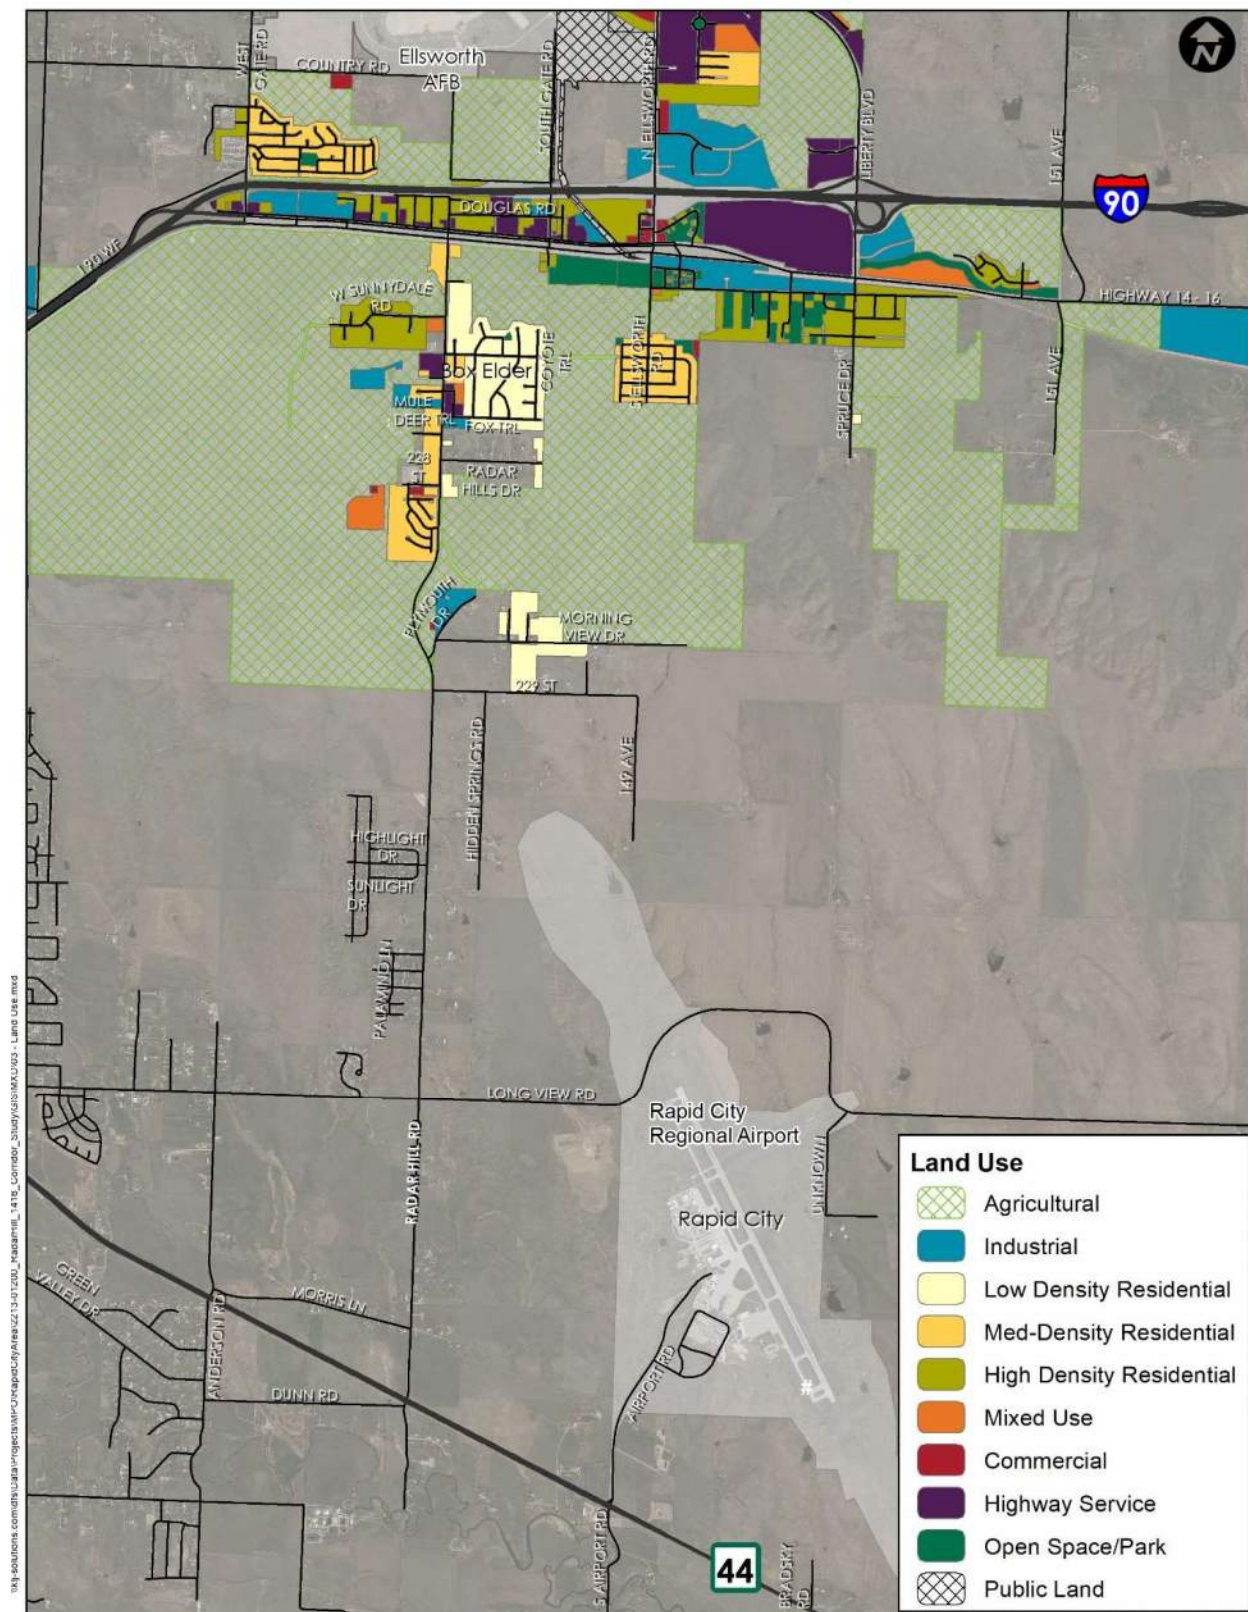 WEST
GATE RD
COUNTRY RD
Ellsworth
AFB
SOUTH GATE RD
N ELLSWORTH RD
LIBERTY BLVD
151 AVE
N
90
DOUGLAS RD
I 90 WF
W SUNNYDALE
RD
HIGHWAY 14 - 16
Box Elder
COYOTE
TRL
S ELLSWORTH
RD
SPRUCE DR
151 AVE
MULE
DEER TRL
FOX TRL
228
ST
RADAR
HILLS DR
PLYMOUTH
DR
MORNING
VIEW DR
229 ST
HIDDEN SPRINGS RD
149 AVE
HIGHLIGHT
DR
SUNLIGHT
DR
PALAMINO LN
LONG VIEW RD
RADAR HILL RD
Rapid City
Regional Airport
UNKNOWN
Rapid City
GREEN
VALLEY DR
MORRIS LN
ANDERSON RD
DUNN RD
AIRPORT RD
#
S AIRPORT RD
44
BRADSKY
RD
Land Use
Agricultural
Industrial
Low Density Residential
Med-Density Residential
High Density Residential
Mixed Use
Commercial
Highway Service
Open Space/Park
Public Land